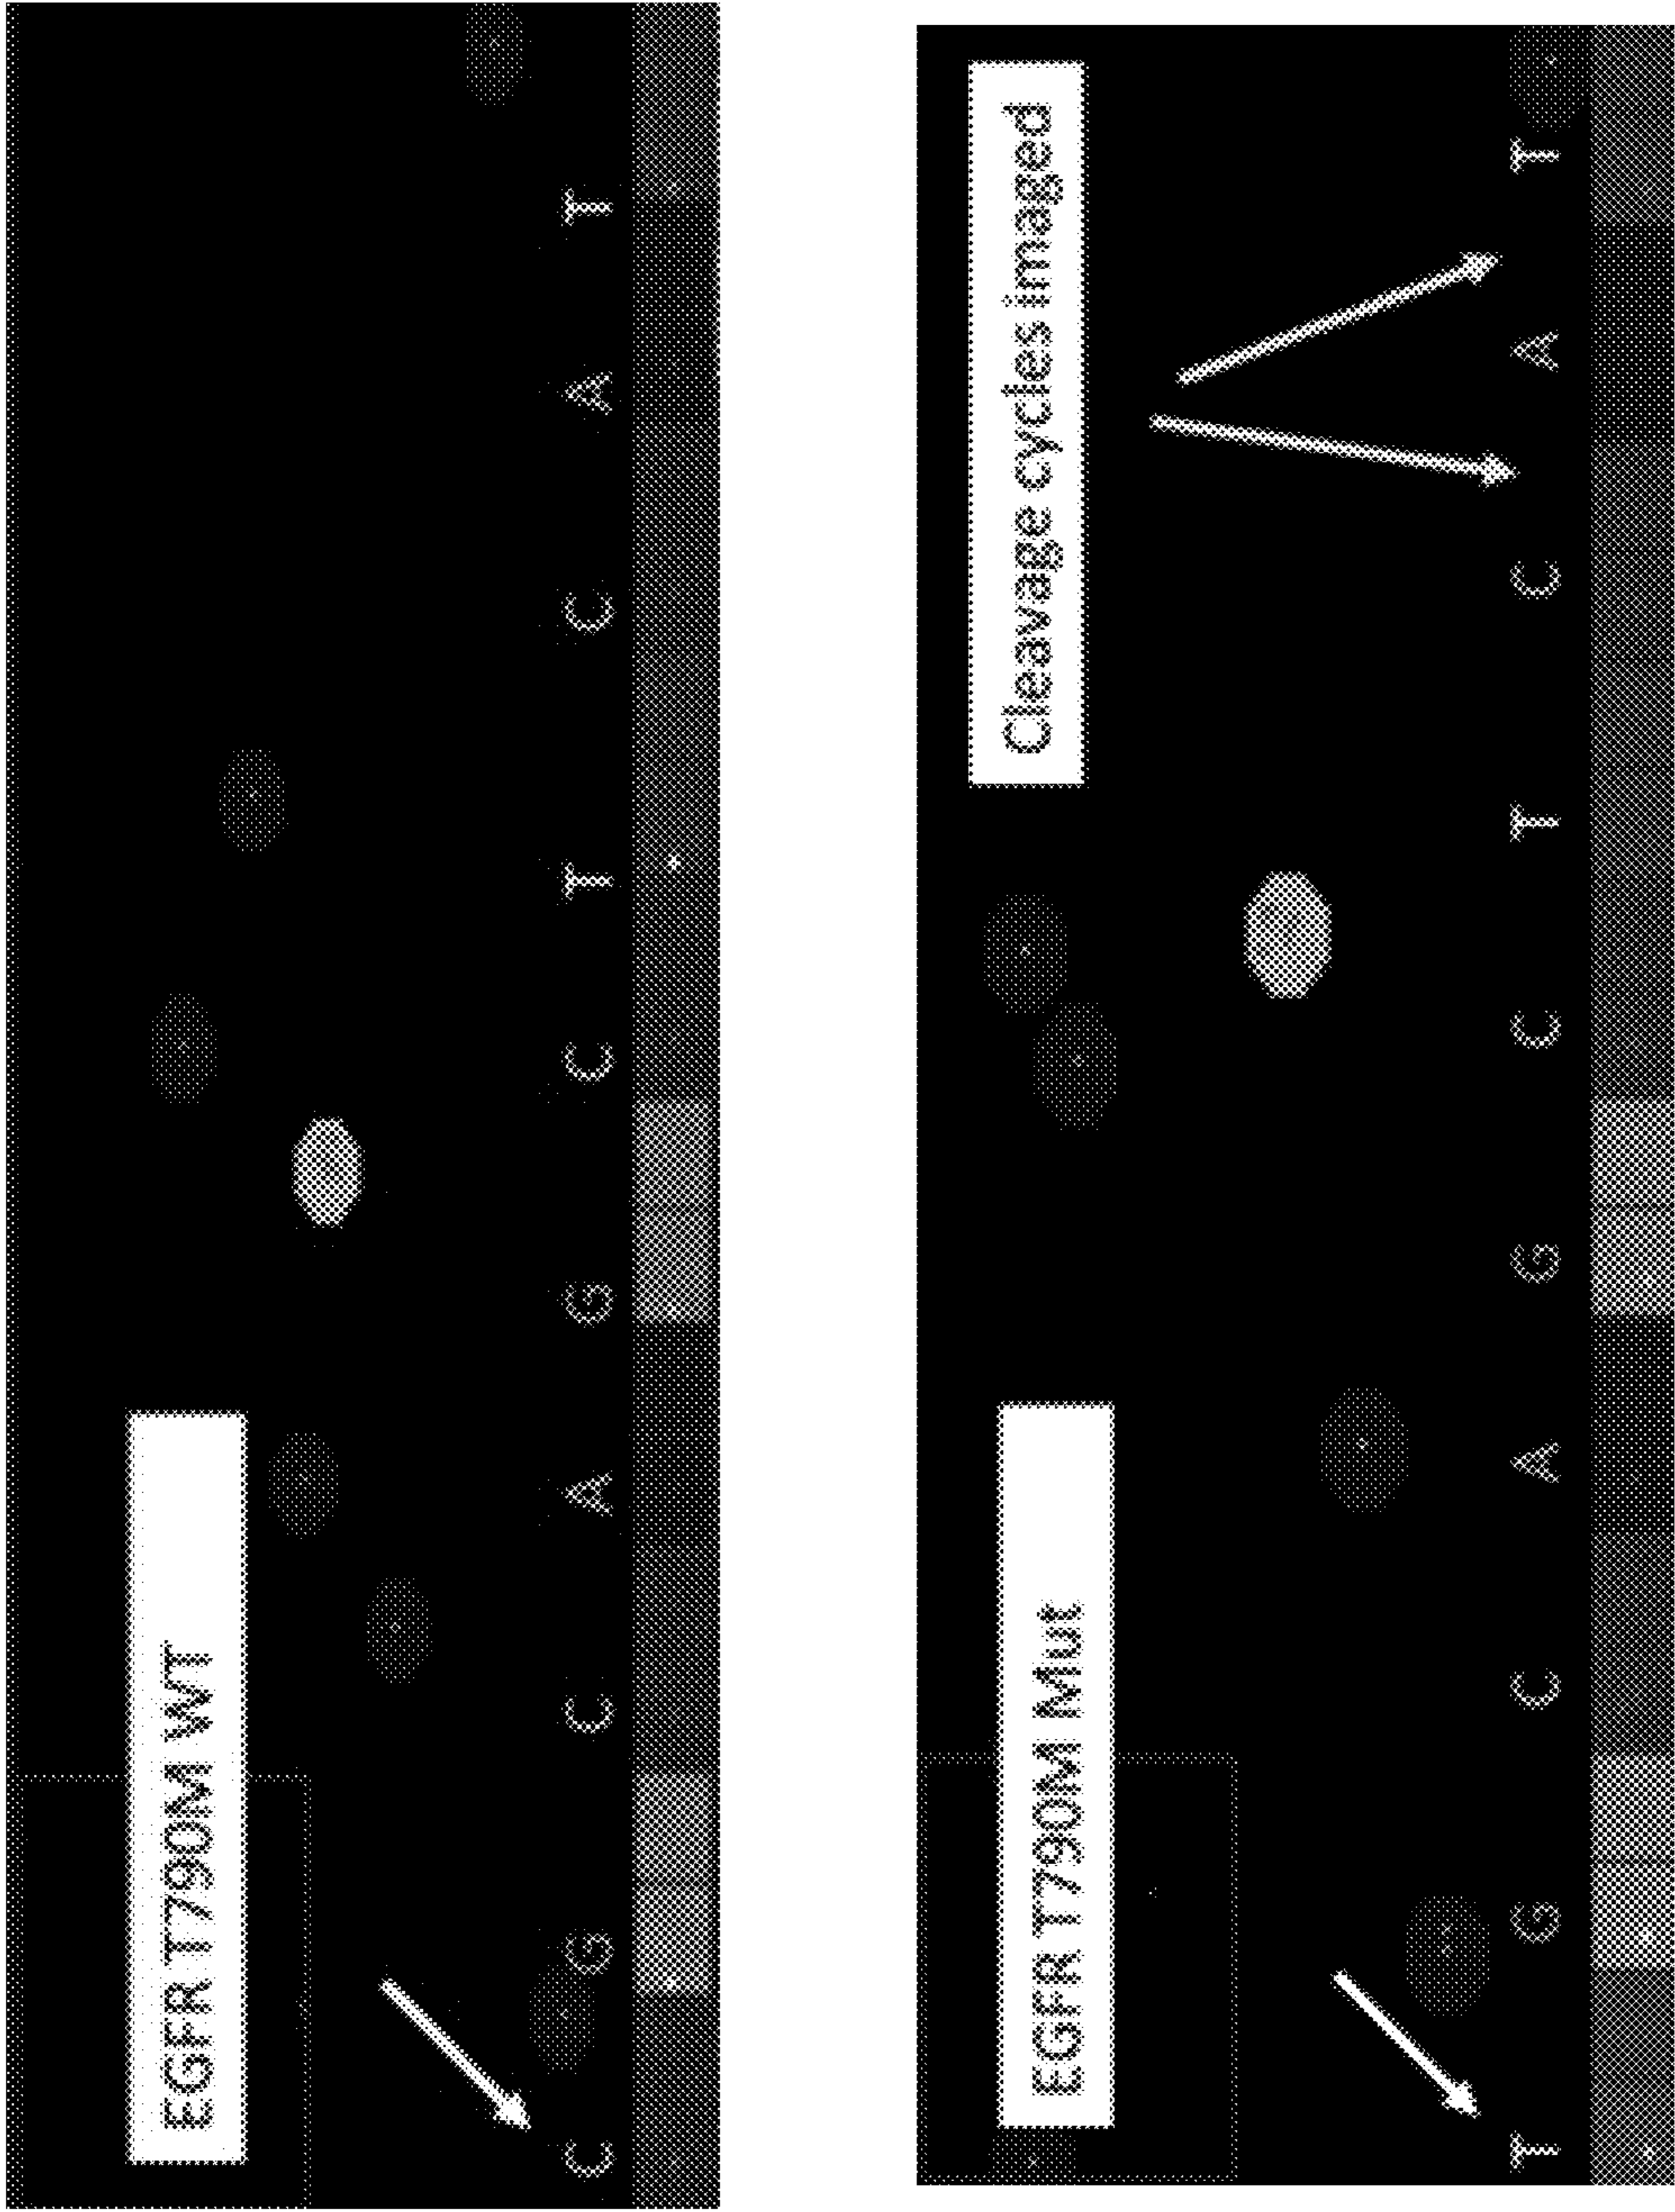 EGFR T790M WT
C G C A G C T C A T
EGFR T790M Mut
Cleavage cycles imaged
T G C A G C T C A T